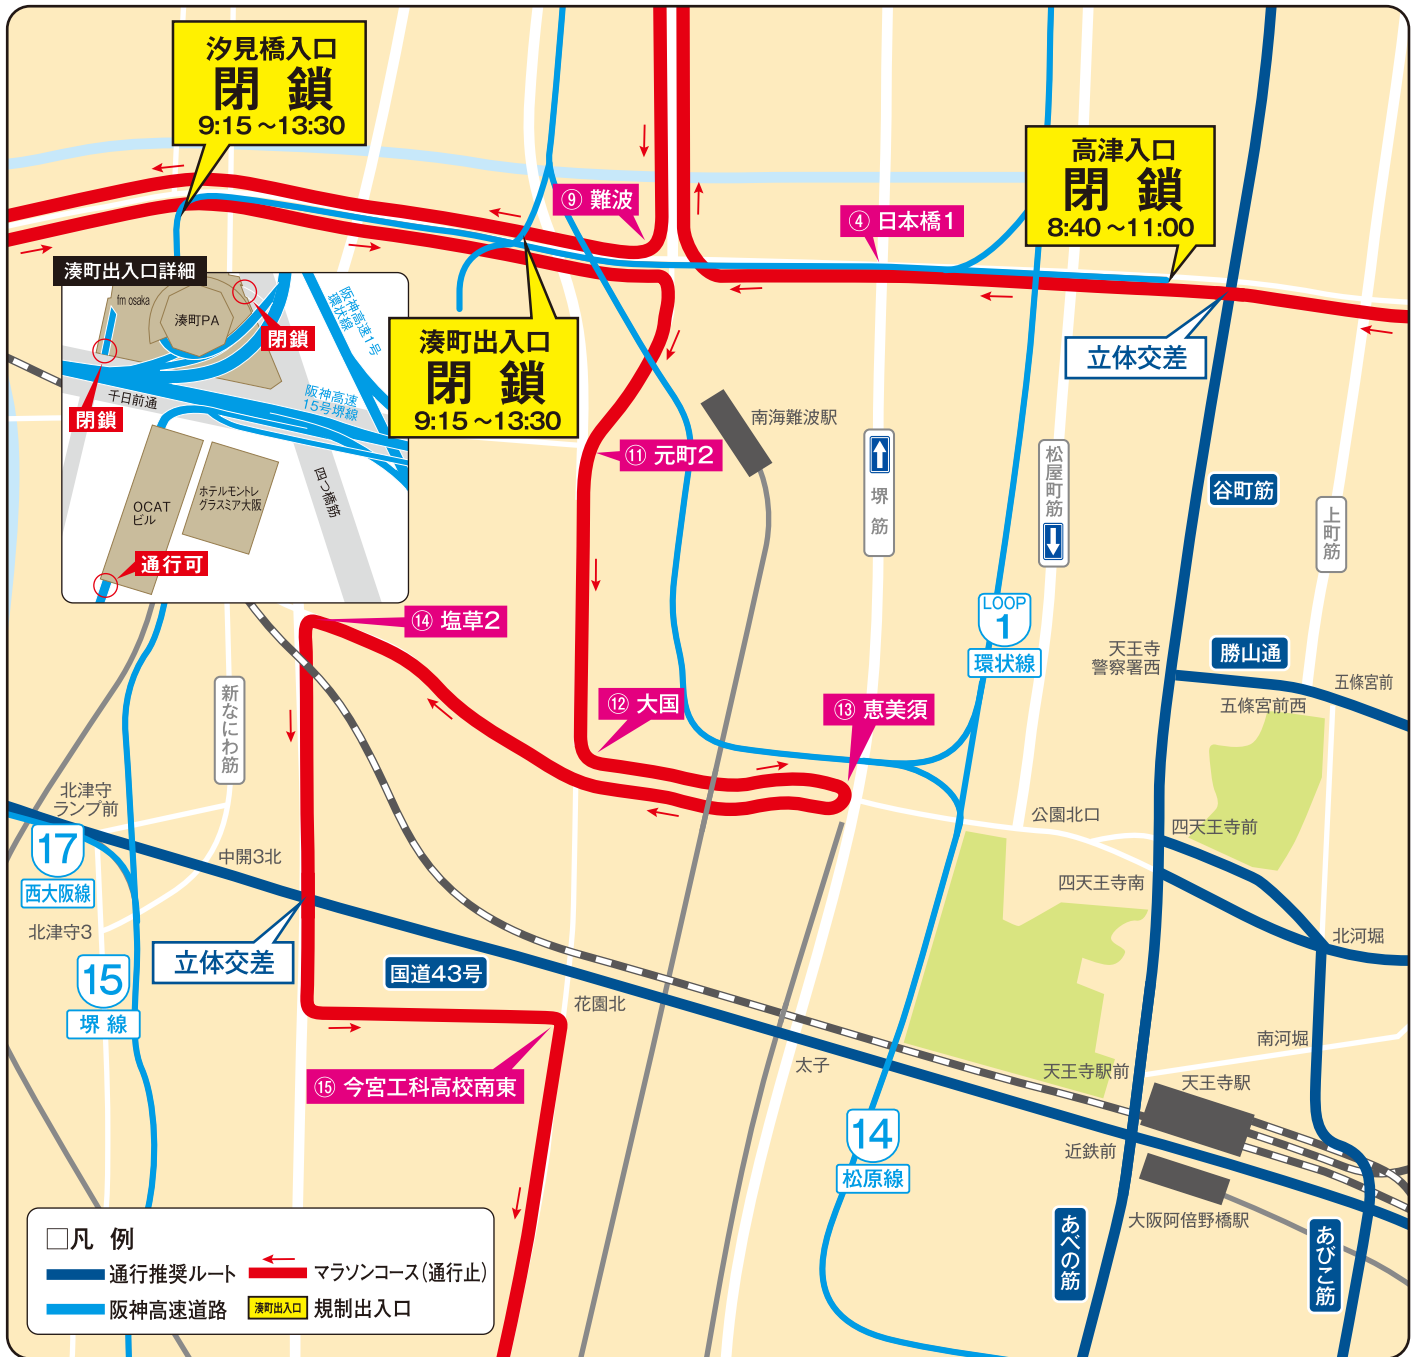 汐見橋入口
閉 鎖
9:15～13:30
高津入口
閉 鎖
8:40～11:00
⑨ 難波
④ 日本橋1
湊町出入口詳細
fm osaka
湊町PA
閉鎖
阪神高速1号
環状線
阪神高速
15号堺線
千日前通
閉鎖
OCAT
ビル
ホテルモントレ
グラスミア大阪
四つ橋筋
通行可
湊町出入口
閉 鎖
9:15～13:30
立体交差
南海難波駅
⑪ 元町2
堺筋
松屋町筋
谷町筋
上町筋
⑭ 塩草2
LOOP
1
環状線
天王寺
警察署西
勝山通
五條宮前
五條宮前西
新なにわ筋
⑫ 大国
⑬ 恵美須
北津守
ランプ前
17
西大阪線
中開3北
公園北口
四天王寺前
四天王寺南
北津守3
立体交差
国道43号
北河堀
15
堺 線
花園北
太子
南河堀
天王寺駅前
天王寺駅
⑮ 今宮工科高校南東
14
松原線
近鉄前
大阪阿倍野橋駅
あべの筋
あびこ筋
□凡 例
通行推奨ルート
マラソンコース(通行止)
阪神高速道路
湊町出入口
規制出入口